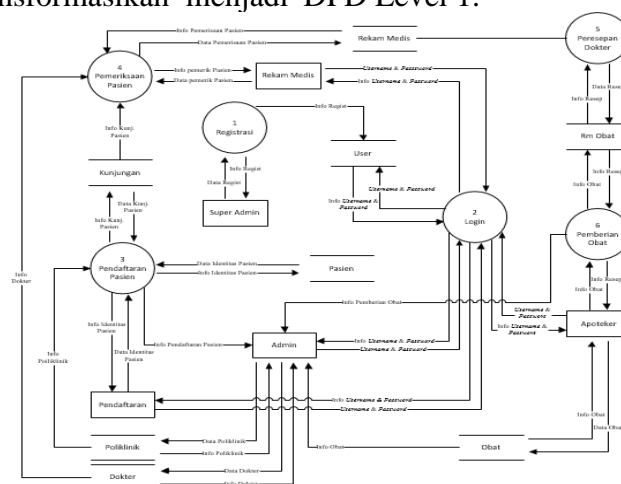 nsformasikan menjadi DFD Level 1.
Info Pemeriksaan Pasien
Data Pemeriksaan Pasien
Rekam Medis
5
Peresepan
Dokter
4
Pemeriksaan
Pasien
Info pemerik Pasien
Data pemerik Pasien
Rekam Medis
Username & Password
Info Username & Password
Info Resep
Data Resep
1
Registrasi
Info Regist
Info Kunj.
Pasien
User
Rm Obat
Kunjungan
Data Regist
Info Regist
Super Admin
Info Username &
Password
Username &
Password
2
Login
Info Obat
Info Resep
Info Kunj.
Pasien
Data Kunj.
Pasien
6
Pemberian
Obat
3
Pendaftaran
Pasien
Data Identitas Pasien
Info Identitas Pasien
Pasien
Info
Dokter
Info Obat
Info Resep
Info Pemberian Obat
Username &
Password
Info Username &
Password
Apoteker
Info Identitas
Pasien
Data Identitas
Pasien
Info Pendaftaran Pasien
Admin
Info Username & Password
Username & Password
Info
Poliklinik
Pendaftaran
Info Username & Password
Username & Password
Info Obat
Data Obat
Poliklinik
Data Poliklinik
Info Poliklinik
Info Obat
Obat
Dokter
Data Dokter
Info Dokter